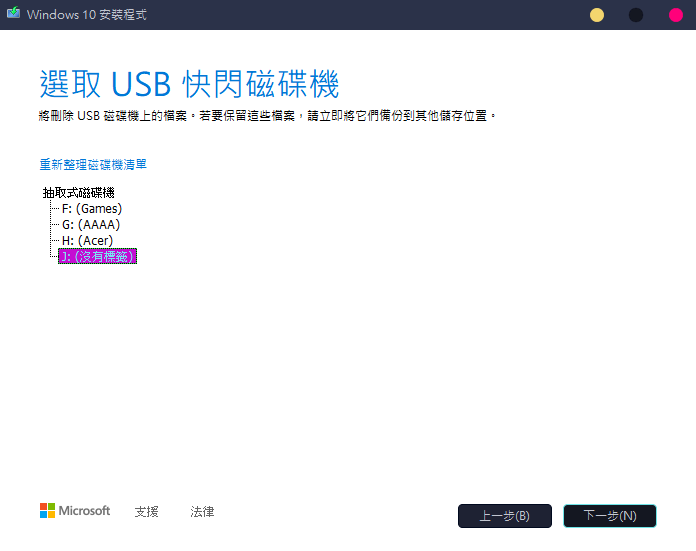 Windows 10 安裝程式
選取 USB 快閃磁碟機
將刪除 USB 磁碟機上的檔案。若要保留這些檔案，請立即將它們備份到其他儲存位置。
重新整理磁碟機清單
抽取式磁碟機
F: (Games)
G: (AAAA)
H: (Acer)
J: (沒有標籤)
Microsoft 支援 法律 上一步(B) 下一步(N)